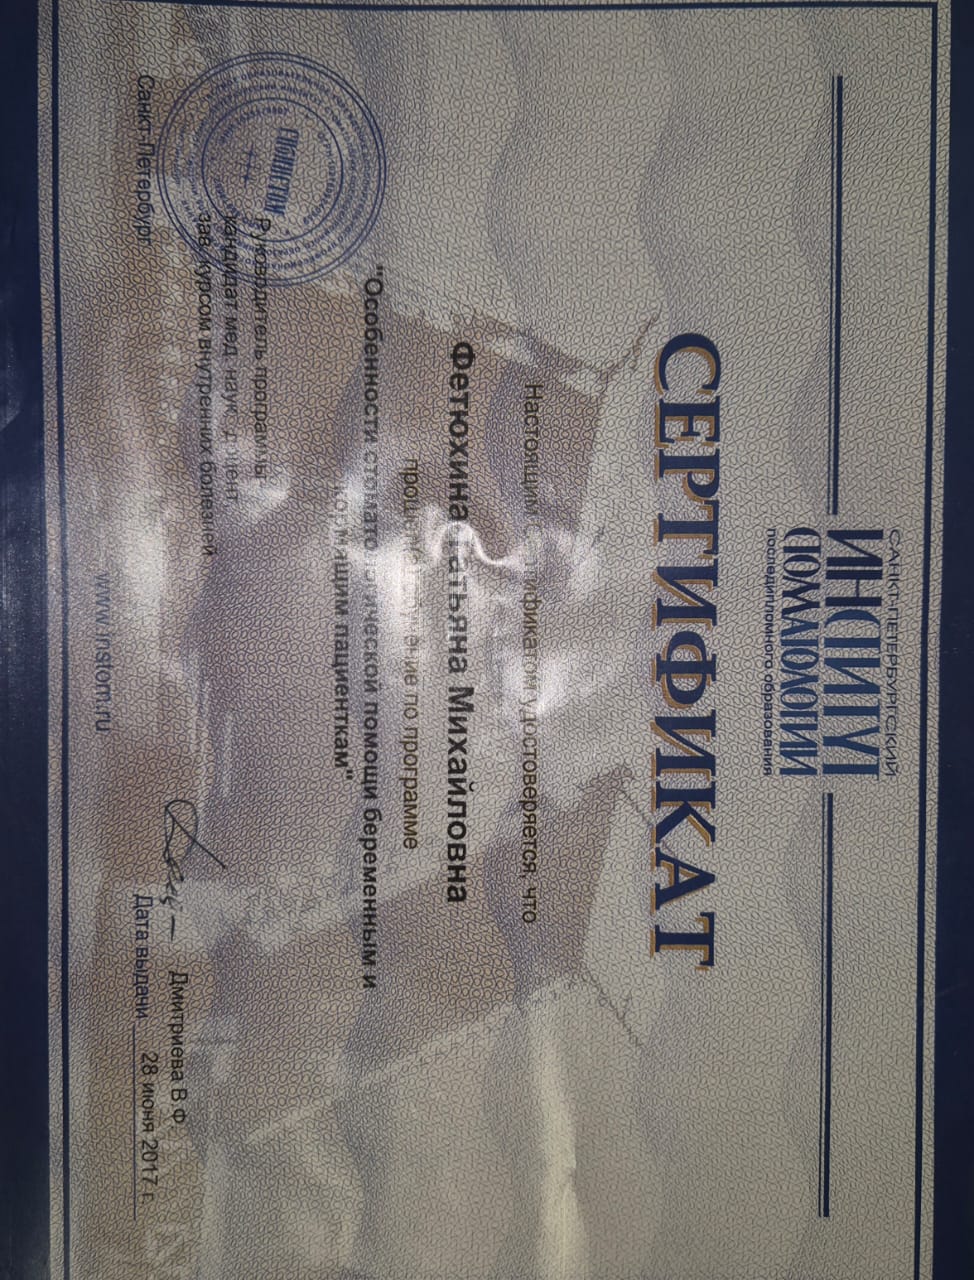 САНКТ-ПЕТЕРБУРГСКИЙ
ИНСТИТУТ
СТОМАТОЛОГИИ
последипломного образования
СЕРТИФИКАТ
Настоящим сертификатом удостоверяется, что
Фетюхина Татьяна Михайловна
обучение по программе
"Особенности стоматологической помощи беременным и
кормящим пациенткам"
Руководитель программы
кандидат мед. наук, доцент
зав. курсом внутренних болезней
Дмитриева В.Ф.
Санкт-Петербург
Дата выдачи 28 июня 2017 г.
www.instom.ru